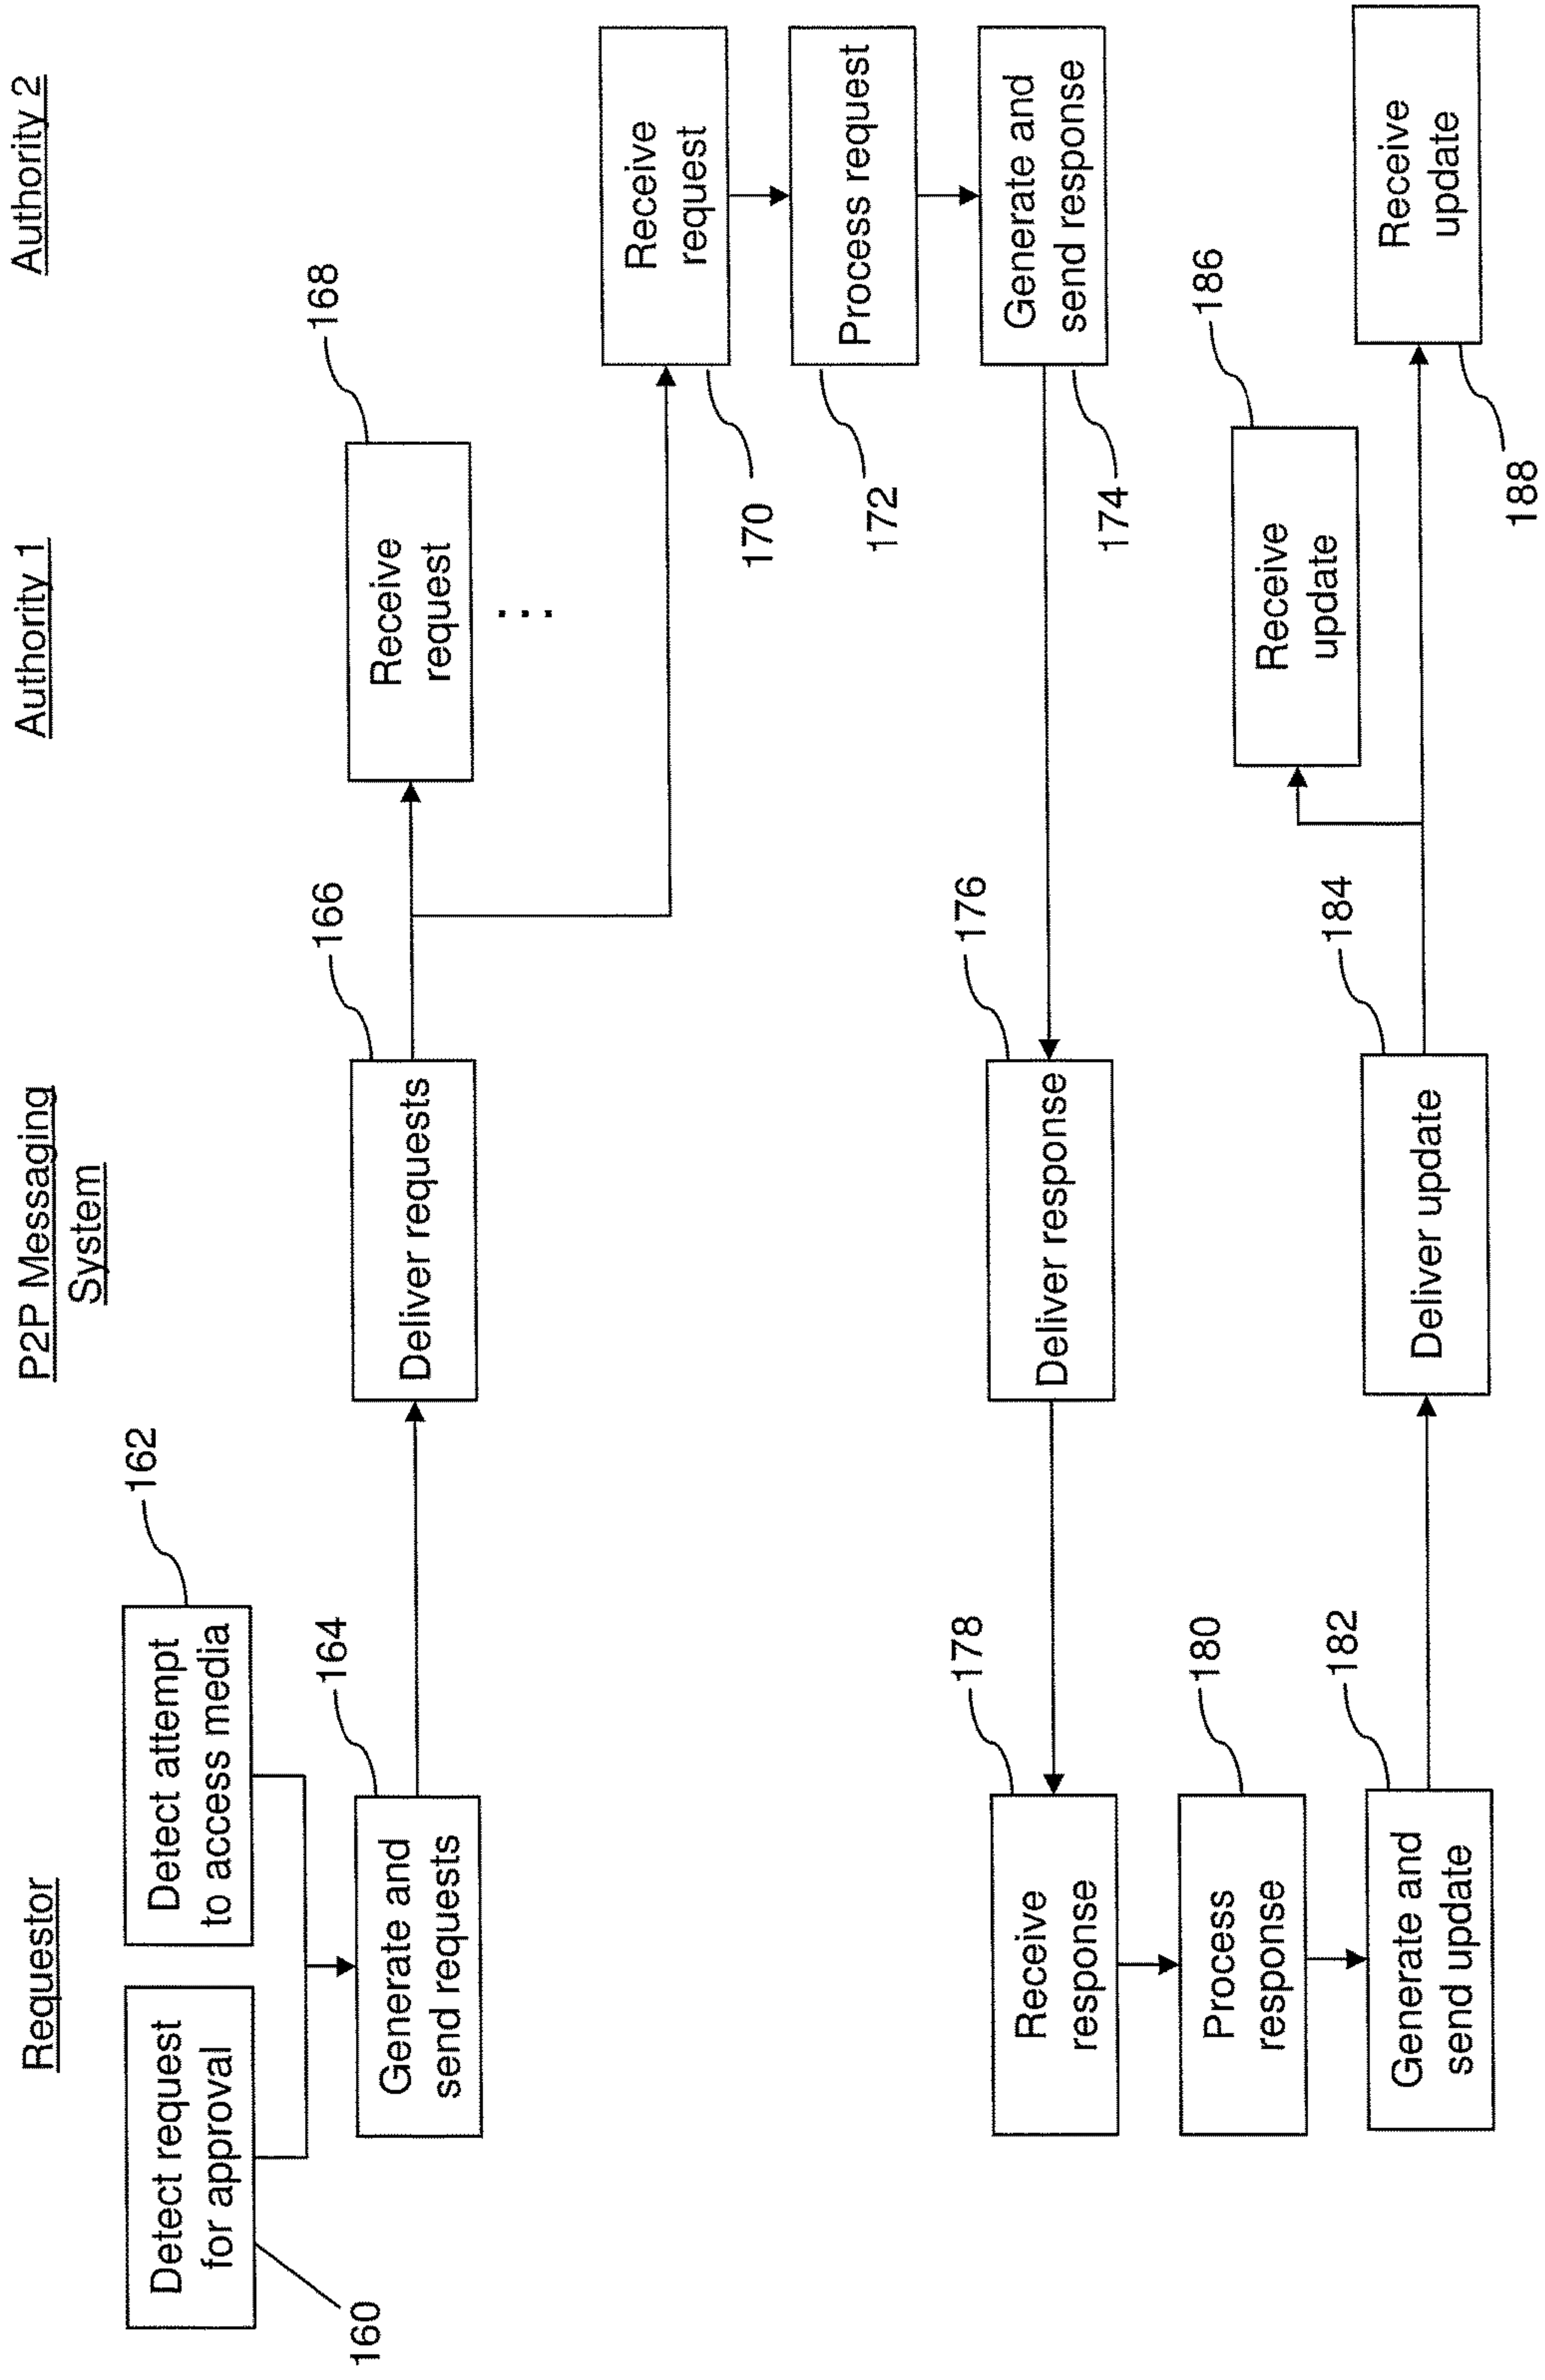 Requestor
P2P Messaging
System
Authority 1
Authority 2
Detect request
for approval
160
Detect attempt
to access media
162
Generate and
send requests
164
Deliver requests
166
Receive
request
168
...
Receive
request
170
Process request
172
Generate and
send response
174
Deliver response
176
Receive
response
178
Process
response
180
Generate and
send update
182
Deliver update
184
Receive
update
186
Receive
update
188